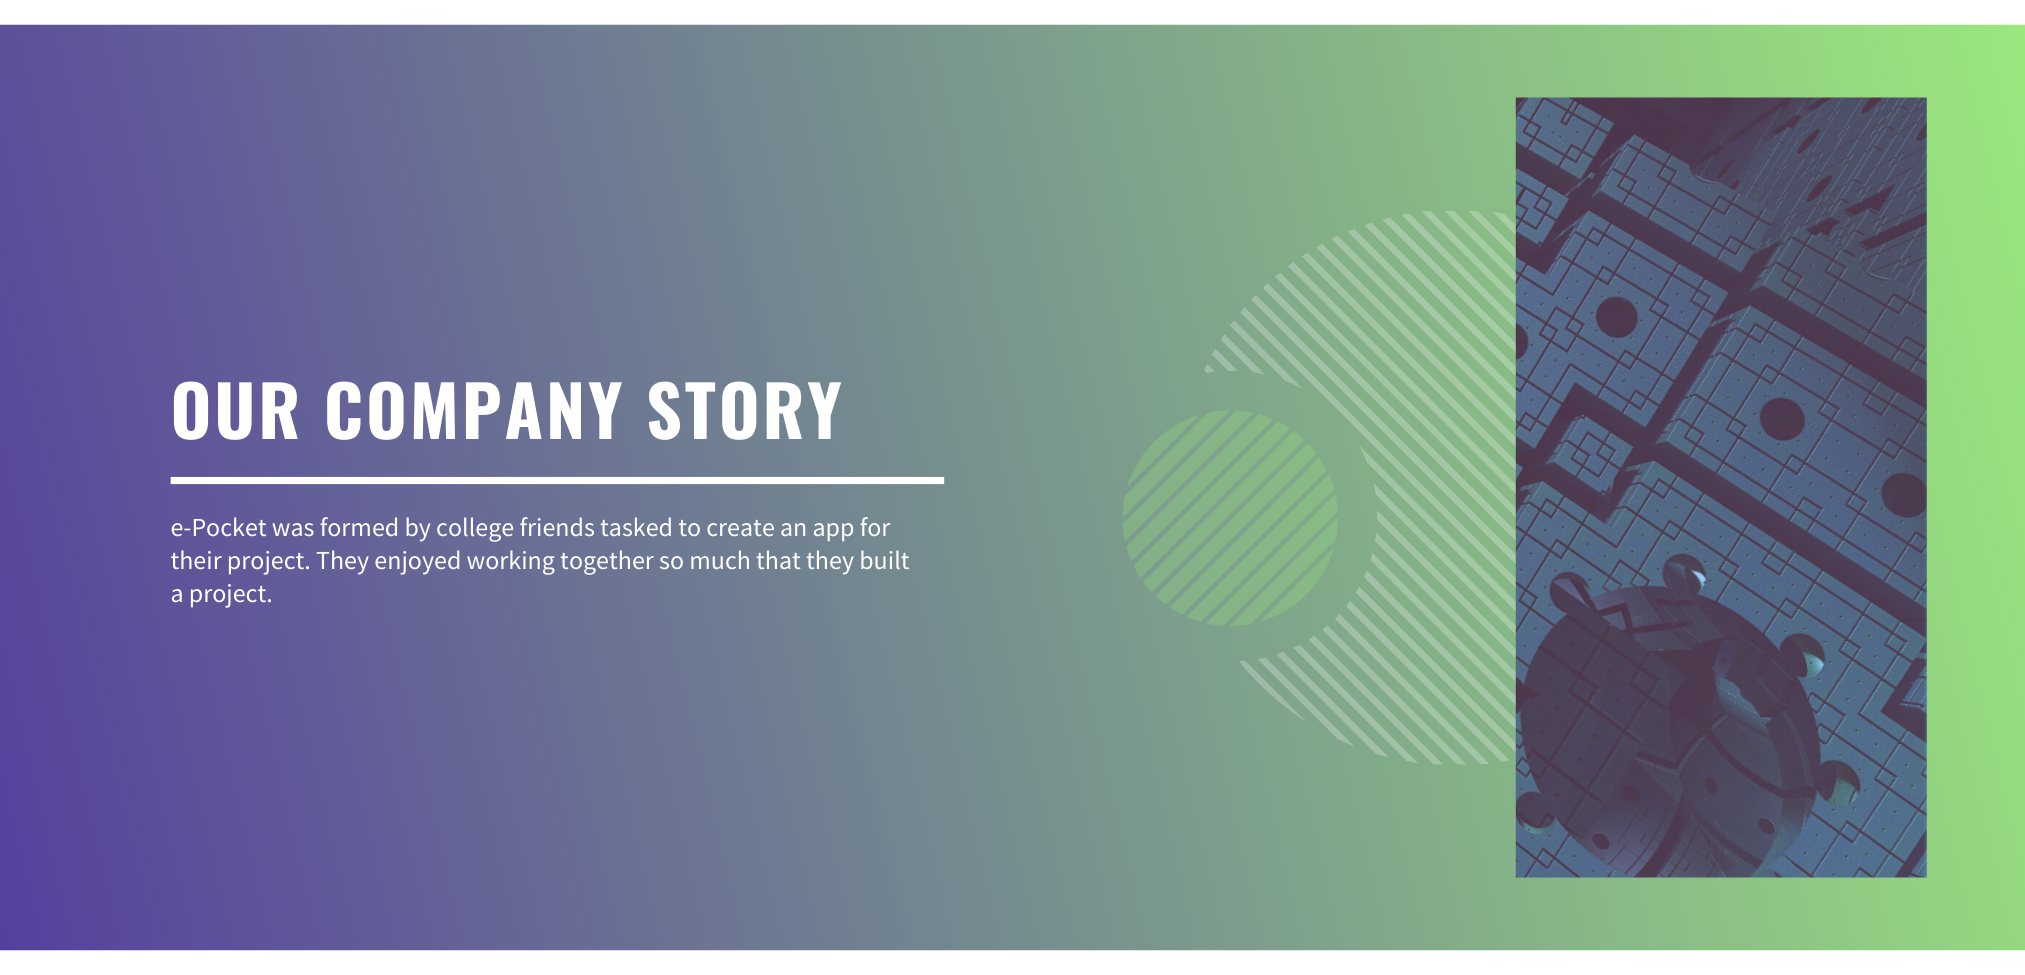 OUR COMPANY STORY
e-Pocket was formed by college friends tasked to create an app for
their project. They enjoyed working together so much that they built
a project.